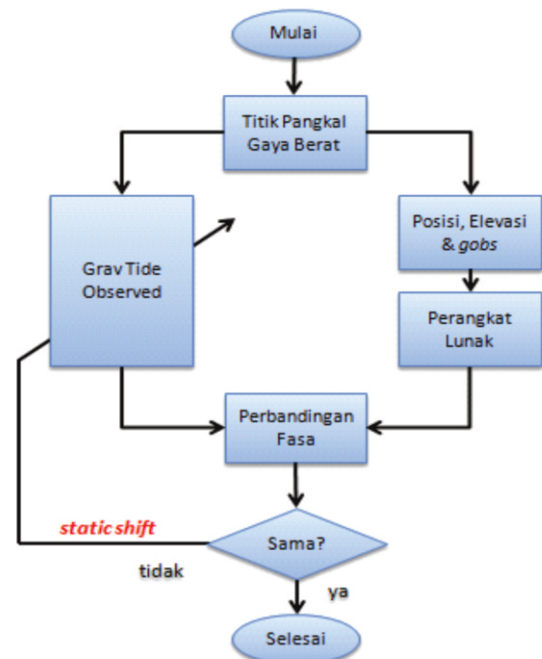 Mulai
Titik Pangkal
Gaya Berat
Grav Tide
Observed
Posisi, Elevasi
& gobs
Perangkat
Lunak
Perbandingan
Fasa
static shift
Sama?
tidak
ya
Selesai